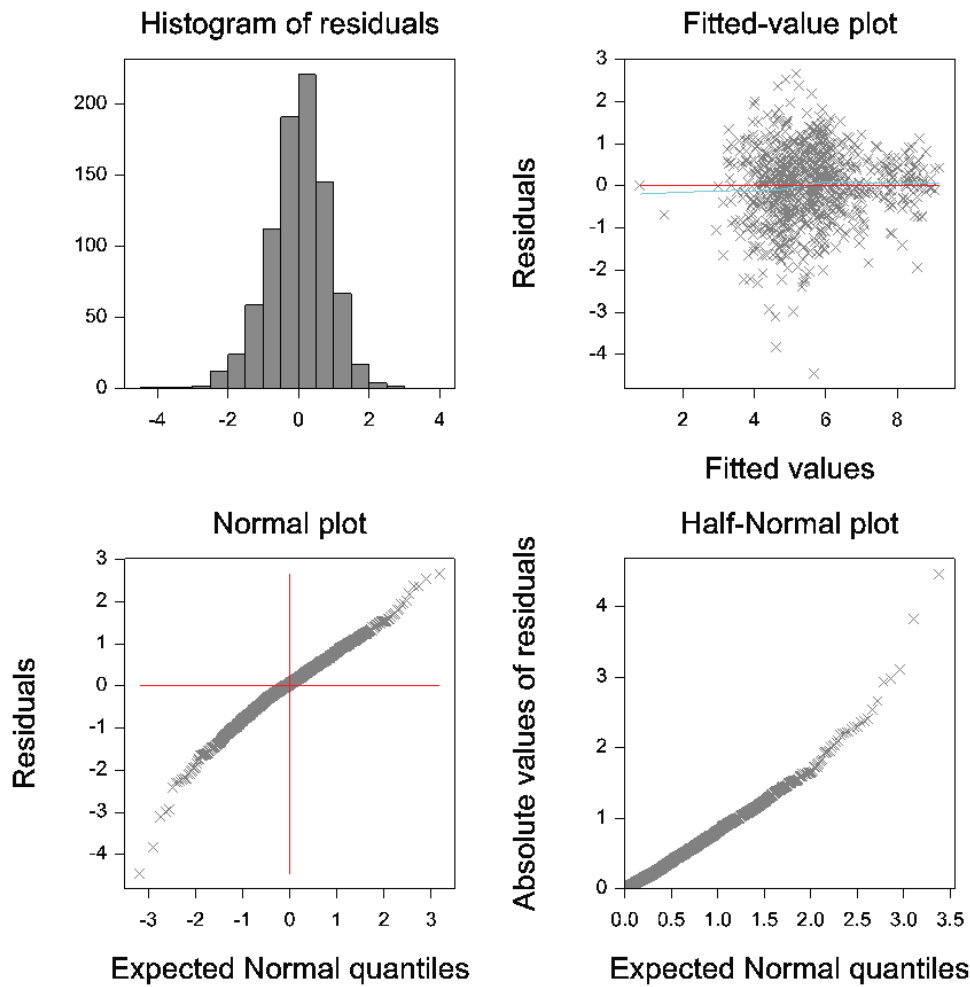 Histogram of residuals
200
150
100
50
0
-4 -2 0 2 4
Fitted-value plot
Residuals
3
2
1
0
-1
-2
-3
-4
2 4 6 8
Fitted values
Normal plot
Residuals
3
2
1
0
-1
-2
-3
-4
-3 -2 -1 0 1 2 3
Expected Normal quantiles
Half-Normal plot
Absolute values of residuals
4
3
2
1
0
0.0 0.5 1.0 1.5 2.0 2.5 3.0 3.5
Expected Normal quantiles